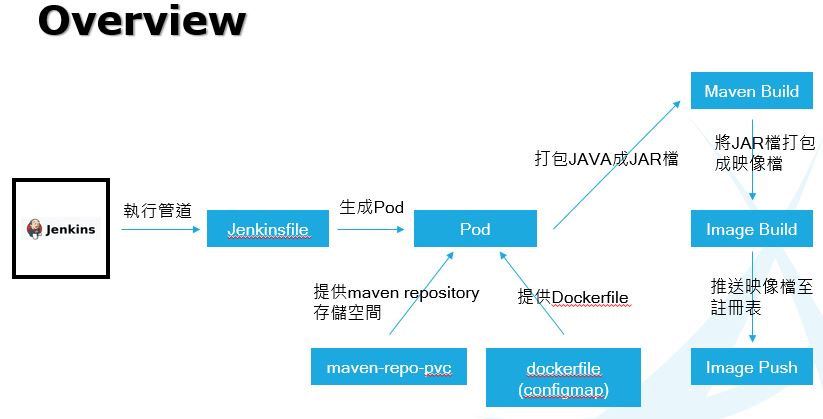 Overview
Maven Build
打包JAVA成JAR檔
將JAR檔打包
成映像檔
Jenkins
執行管道
Jenkinsfile
生成Pod
Pod
Image Build
提供maven repository
存儲空間
提供Dockerfile
推送映像檔至
註冊表
maven-repo-pvc
dockerfile
(configmap)
Image Push